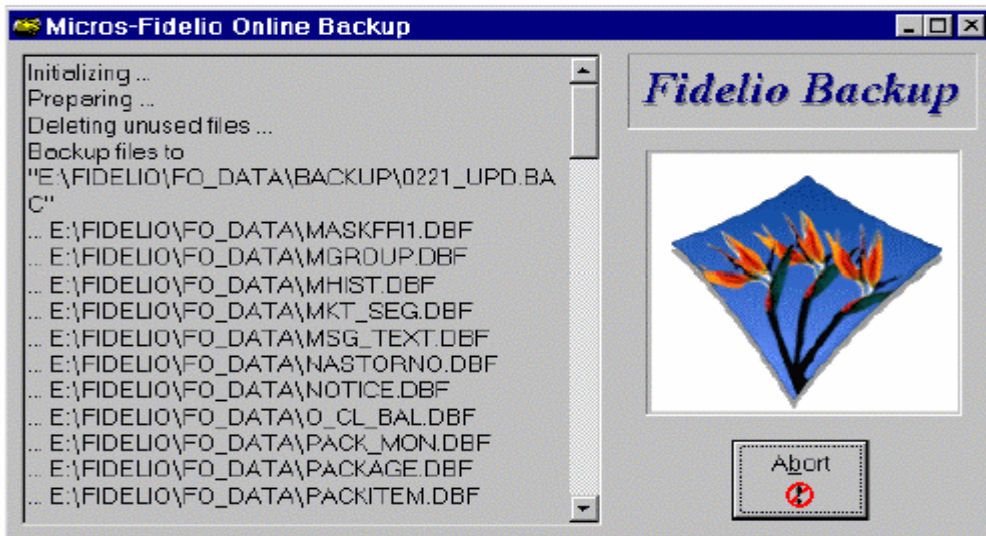 Micros-Fidelio Online Backup
Initializing ...
Preparing ...
Deleting unused files ...
Backup files to
"E:\FIDELIO\FO_DATA\BACKUP\0221_UPD.BA
C"
... E:\FIDELIO\FO_DATA\MASKFFI1.DBF
... E:\FIDELIO\FO_DATA\MGROUP.DBF
... E:\FIDELIO\FO_DATA\MHIST.DBF
... E:\FIDELIO\FO_DATA\MKT_SEG.DBF
... E:\FIDELIO\FO_DATA\MSG_TEXT.DBF
... E:\FIDELIO\FO_DATA\NASTORNO.DBF
... E:\FIDELIO\FO_DATA\NOTICE.DBF
... E:\FIDELIO\FO_DATA\O_CL_BAL.DBF
... E:\FIDELIO\FO_DATA\PACK_MON.DBF
... E:\FIDELIO\FO_DATA\PACKAGE.DBF
... E:\FIDELIO\FO_DATA\PACKITEM.DBF
Fidelio Backup
Abort